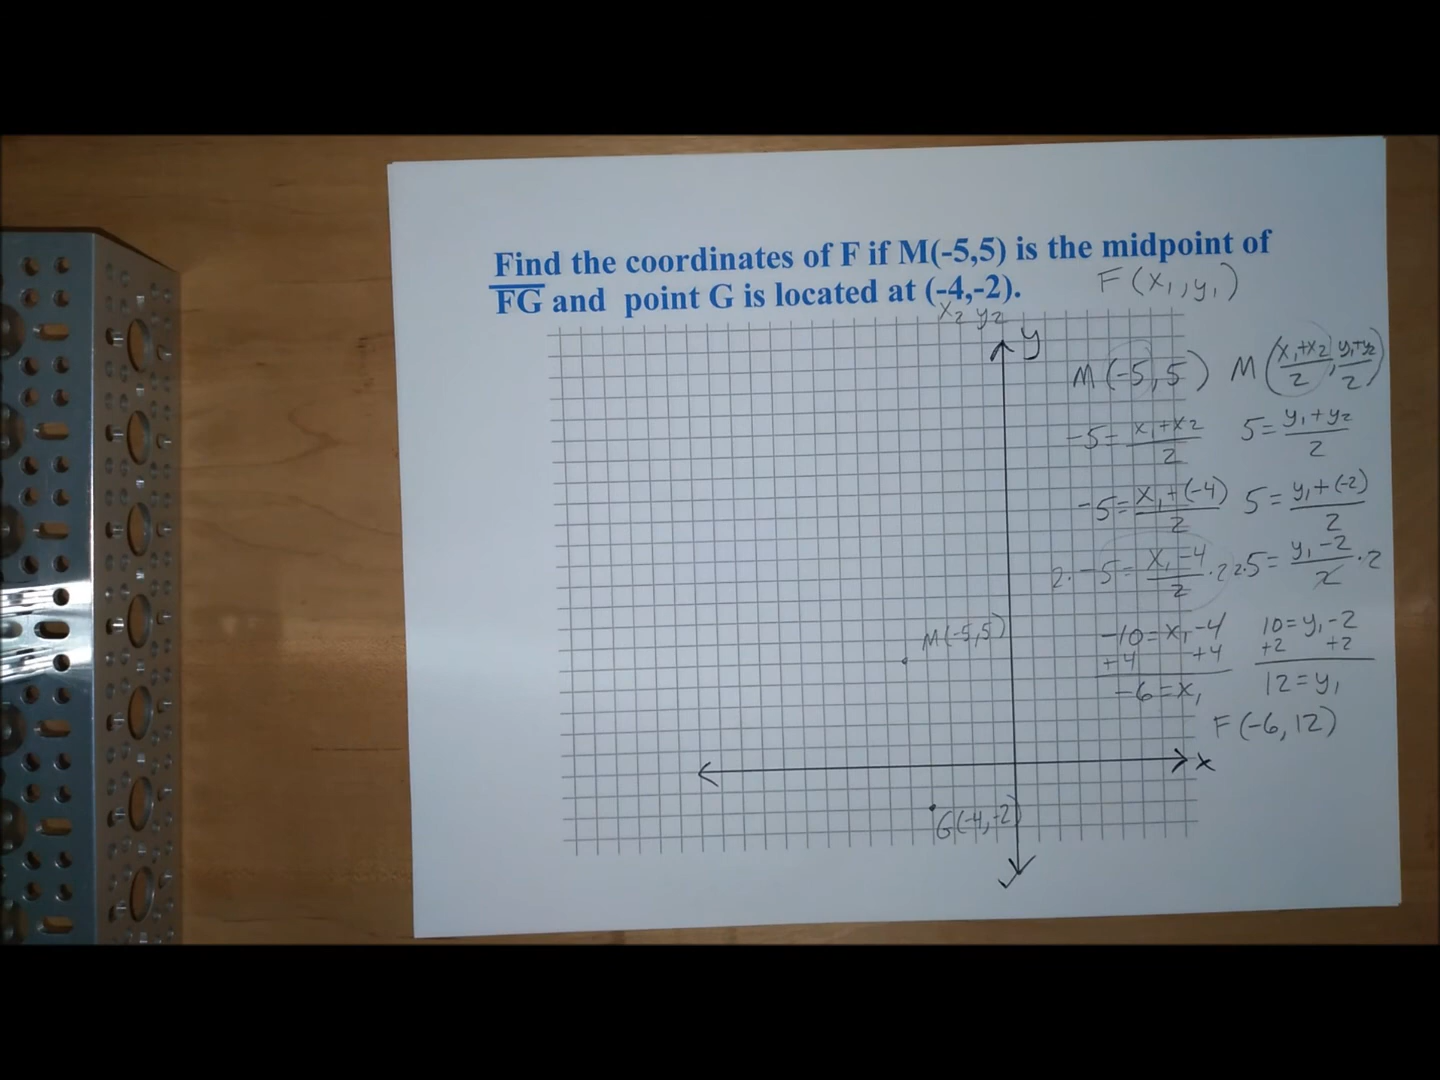 Find the coordinates of F if M(-5,5) is the midpoint of
FG and point G is located at (-4,-2).
F(x₁,y₁)
x₂ y₂
y
M(-5,5) M(x₁+x₂/2, y₁+y₂/2)
-5=x₁+x₂/2 5=y₁+y₂/2
-5=x₁+(-4)/2 5=y₁+(-2)/2
2·-5=x₁-4/2·2 2·5=y₁-2/2·2
M(-5,5)
-10=x₁-4 10=y₁-2
+4 +4 +2 +2
-6=x₁ 12=y₁
F(-6,12)
x
G(-4,-2)